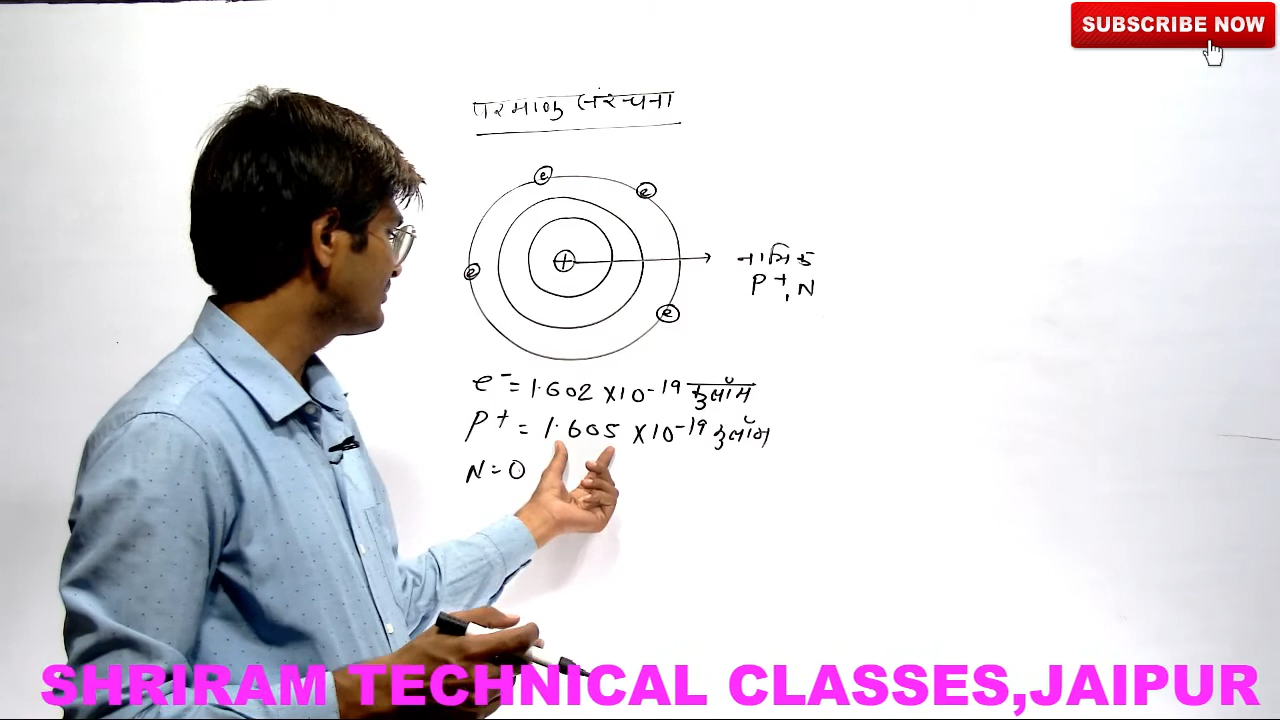 SUBSCRIBE NOW
परमाणु संरचना
e
e
e
e
+
नाभिक
P+, N
e⁻ = 1.602 ×10⁻¹⁹ कुलॉम
P⁺ = 1.605 ×10⁻¹⁹ कुलॉम
N = 0
SHRIRAM TECHNICAL CLASSES,JAIPUR